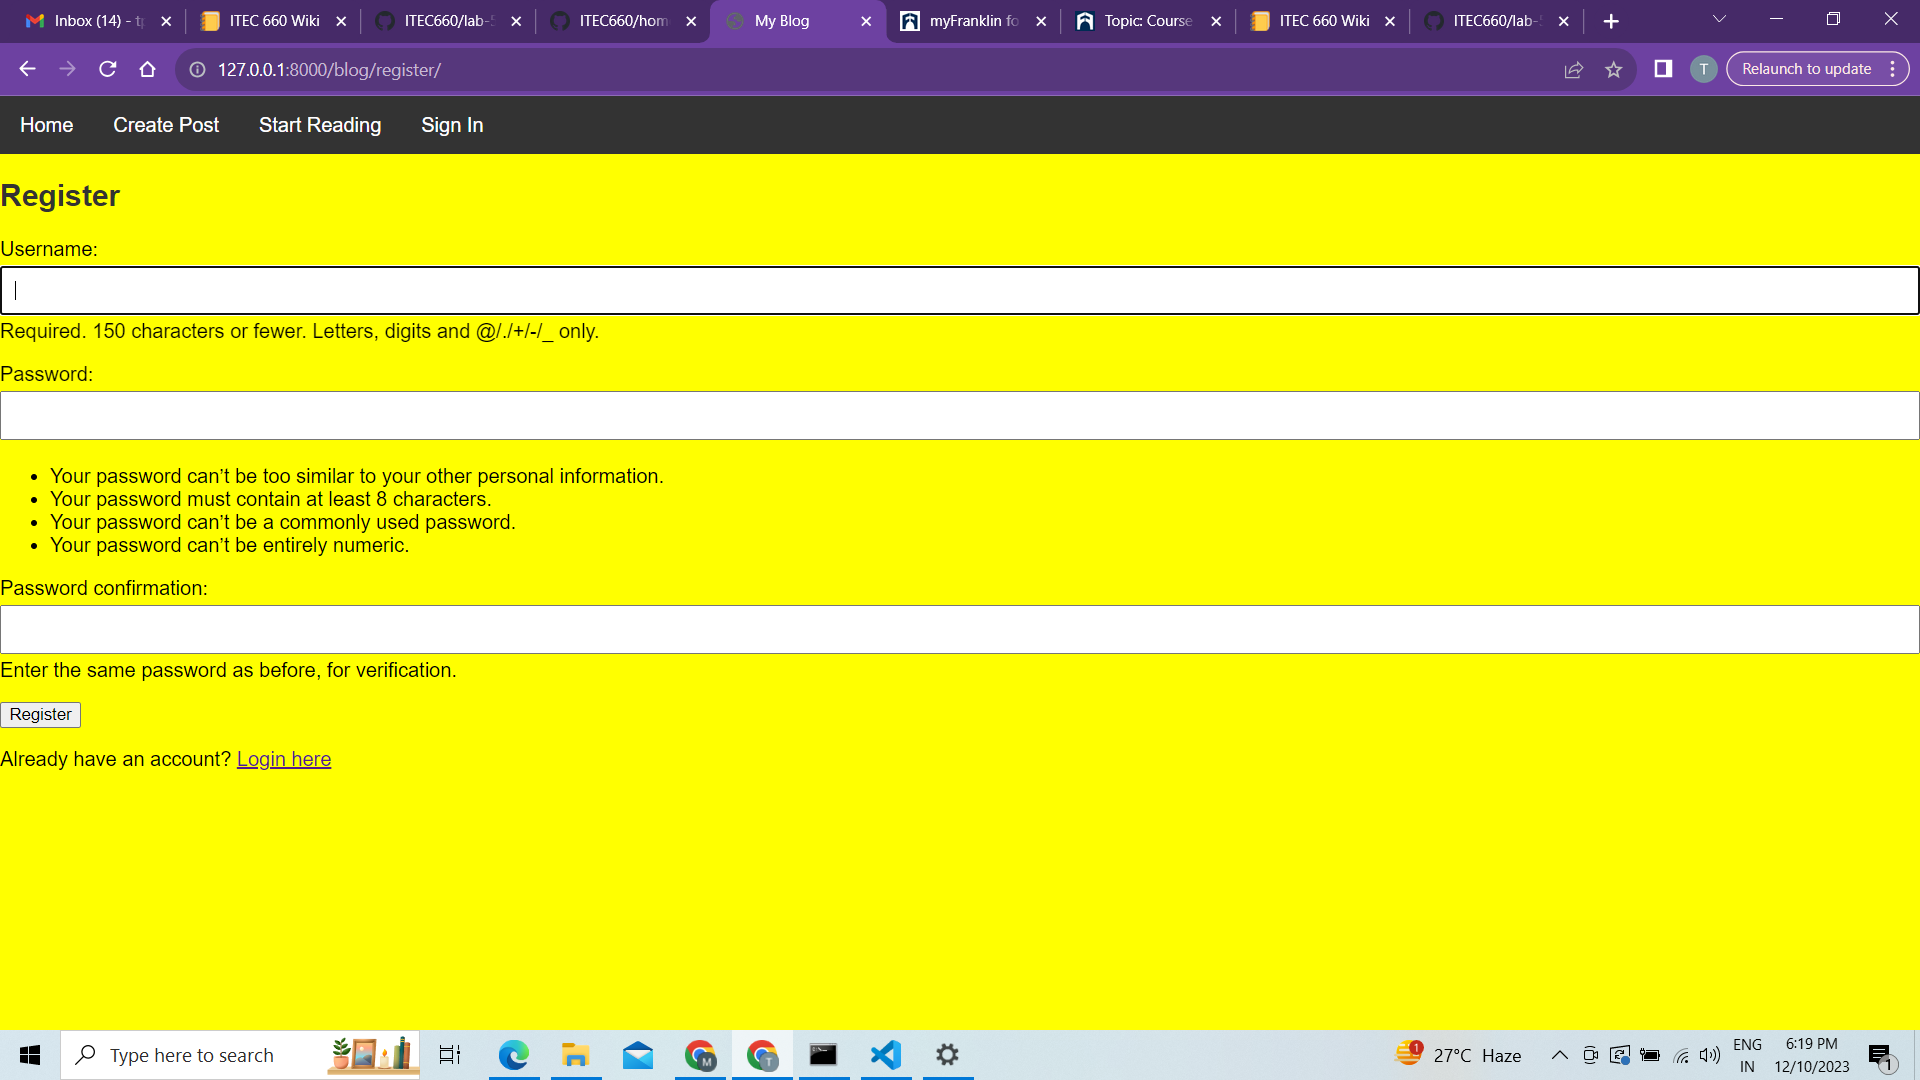 Inbox (14) - tp
ITEC 660 Wiki
ITEC660/lab-5
ITEC660/hom
My Blog
myFranklin fo
Topic: Course
ITEC 660 Wiki
ITEC660/lab-5
127.0.0.1:8000/blog/register/
T
Relaunch to update
Home Create Post Start Reading Sign In
Register
Username:
Required. 150 characters or fewer. Letters, digits and @/./+/-/_ only.
Password:
• Your password can’t be too similar to your other personal information.
• Your password must contain at least 8 characters.
• Your password can’t be a commonly used password.
• Your password can’t be entirely numeric.
Password confirmation:
Enter the same password as before, for verification.
Register
Already have an account? Login here
Type here to search
M
T
1
27°C Haze
ENG
IN
6:19 PM
12/10/2023
1